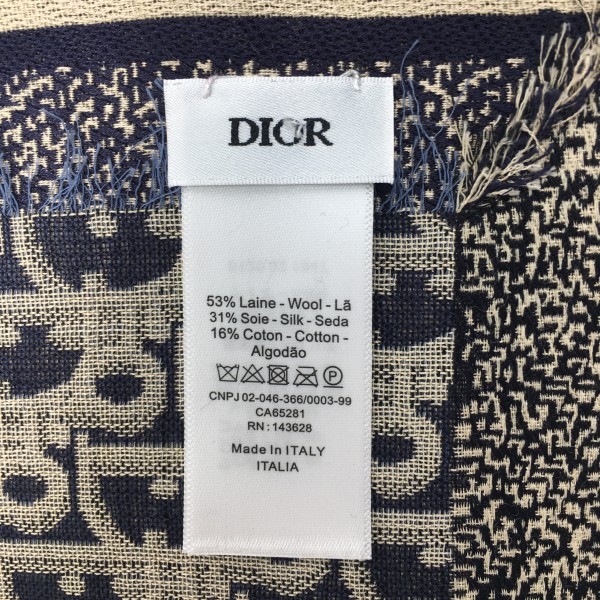 DIOR
53% Laine - Wool - Lã
31% Soie - Silk - Seda
16% Coton - Cotton -
Algodão
CNPJ 02-046-366/0003-99
CA65281
RN : 143628
Made In ITALY
ITALIA